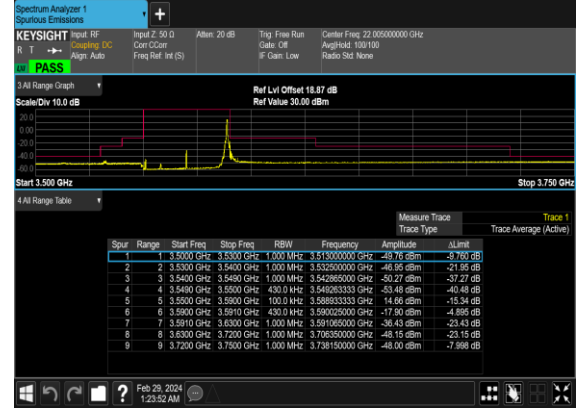 Spectrum Analyzer 1
Spurious Emissions
KEYSIGHT Input: RF Input Z: 50 Ω Atten: 20 dB Trig: Free Run Center Freq: 22.005000000 GHz
R T Coupling: DC Corr CCorr Gate: Off Avg|Hold: 100/100
Align: Auto Freq Ref: Int (S) IF Gain: Low Radio Std: None
PASS
3 All Range Graph
Ref Lvl Offset 18.87 dB
Scale/Div 10.0 dB Ref Value 30.00 dBm
20.0
0.00
-20.0
-40.0
-60.0
Start 3.500 GHz Stop 3.750 GHz
4 All Range Table
Measure Trace Trace 1
Trace Type Trace Average (Active)
Spur Range Start Freq Stop Freq RBW Frequency Amplitude ΔLimit
1 1 3.5000 GHz 3.5300 GHz 1.000 MHz 3.513000000 GHz -49.76 dBm -9.760 dB
2 2 3.5300 GHz 3.5400 GHz 1.000 MHz 3.532500000 GHz -46.95 dBm -21.95 dB
3 3 3.5400 GHz 3.5490 GHz 1.000 MHz 3.542865000 GHz -50.27 dBm -37.27 dB
4 4 3.5490 GHz 3.5500 GHz 430.0 kHz 3.549263333 GHz -53.48 dBm -40.48 dB
5 5 3.5500 GHz 3.5900 GHz 100.0 kHz 3.588933333 GHz 14.66 dBm -15.34 dB
6 6 3.5900 GHz 3.5910 GHz 430.0 kHz 3.590025000 GHz -17.90 dBm -4.895 dB
7 7 3.5910 GHz 3.6300 GHz 1.000 MHz 3.591065000 GHz -36.43 dBm -23.43 dB
8 8 3.6300 GHz 3.7200 GHz 1.000 MHz 3.706350000 GHz -48.15 dBm -23.15 dB
9 9 3.7200 GHz 3.7500 GHz 1.000 MHz 3.738150000 GHz -48.00 dBm -7.998 dB
Feb 29, 2024
1:23:52 AM